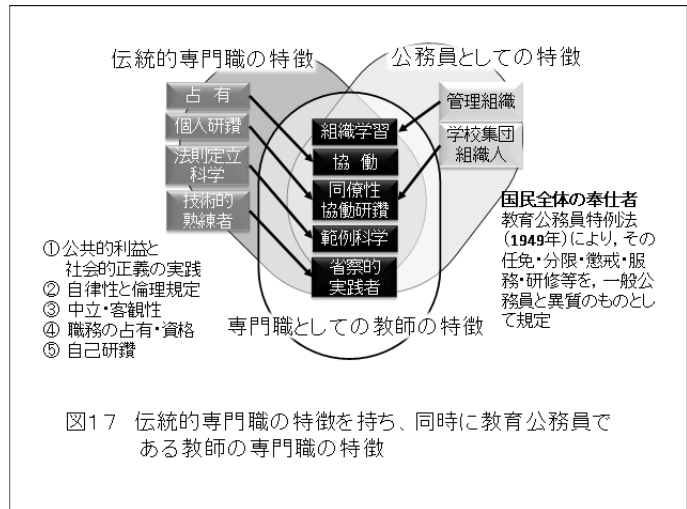 伝統的専門職の特徴
公務員としての特徴
占有
個人研鑽
法則定立
科学
技術的
熟練者
組織学習
協働
同僚性
協働研鑽
範例科学
省察的
実践者
管理組織
学校集団
組織人
国民全体の奉仕者
教育公務員特例法
(1949年)により,その
任免・分限・懲戒・服
務・研修等を,一般公
務員と異質のものとし
て規定
①公共的利益と
社会的正義の実践
② 自律性と倫理規定
③ 中立・客観性
④ 職務の占有・資格
⑤ 自己研鑽
専門職としての教師の特徴
図17 伝統的専門職の特徴を持ち、同時に教育公務員で
ある教師の専門職の特徴